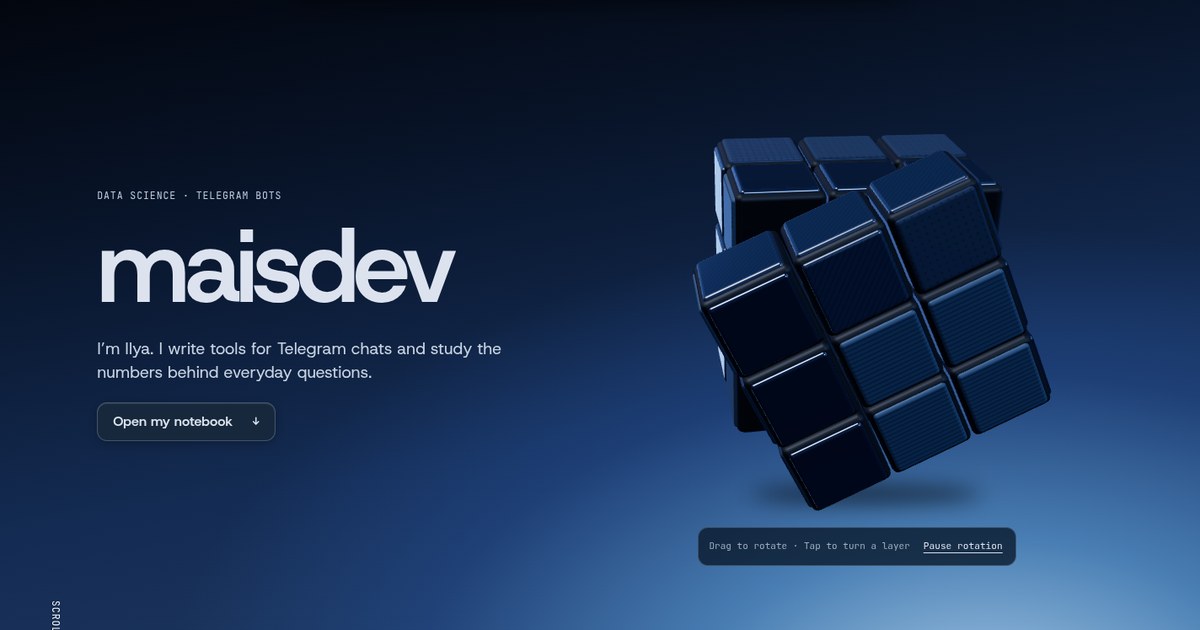 DATA SCIENCE · TELEGRAM BOTS
maisdev
I’m Ilya. I write tools for Telegram chats and study the
numbers behind everyday questions.
Open my notebook ↓
Drag to rotate · Tap to turn a layer Pause rotation